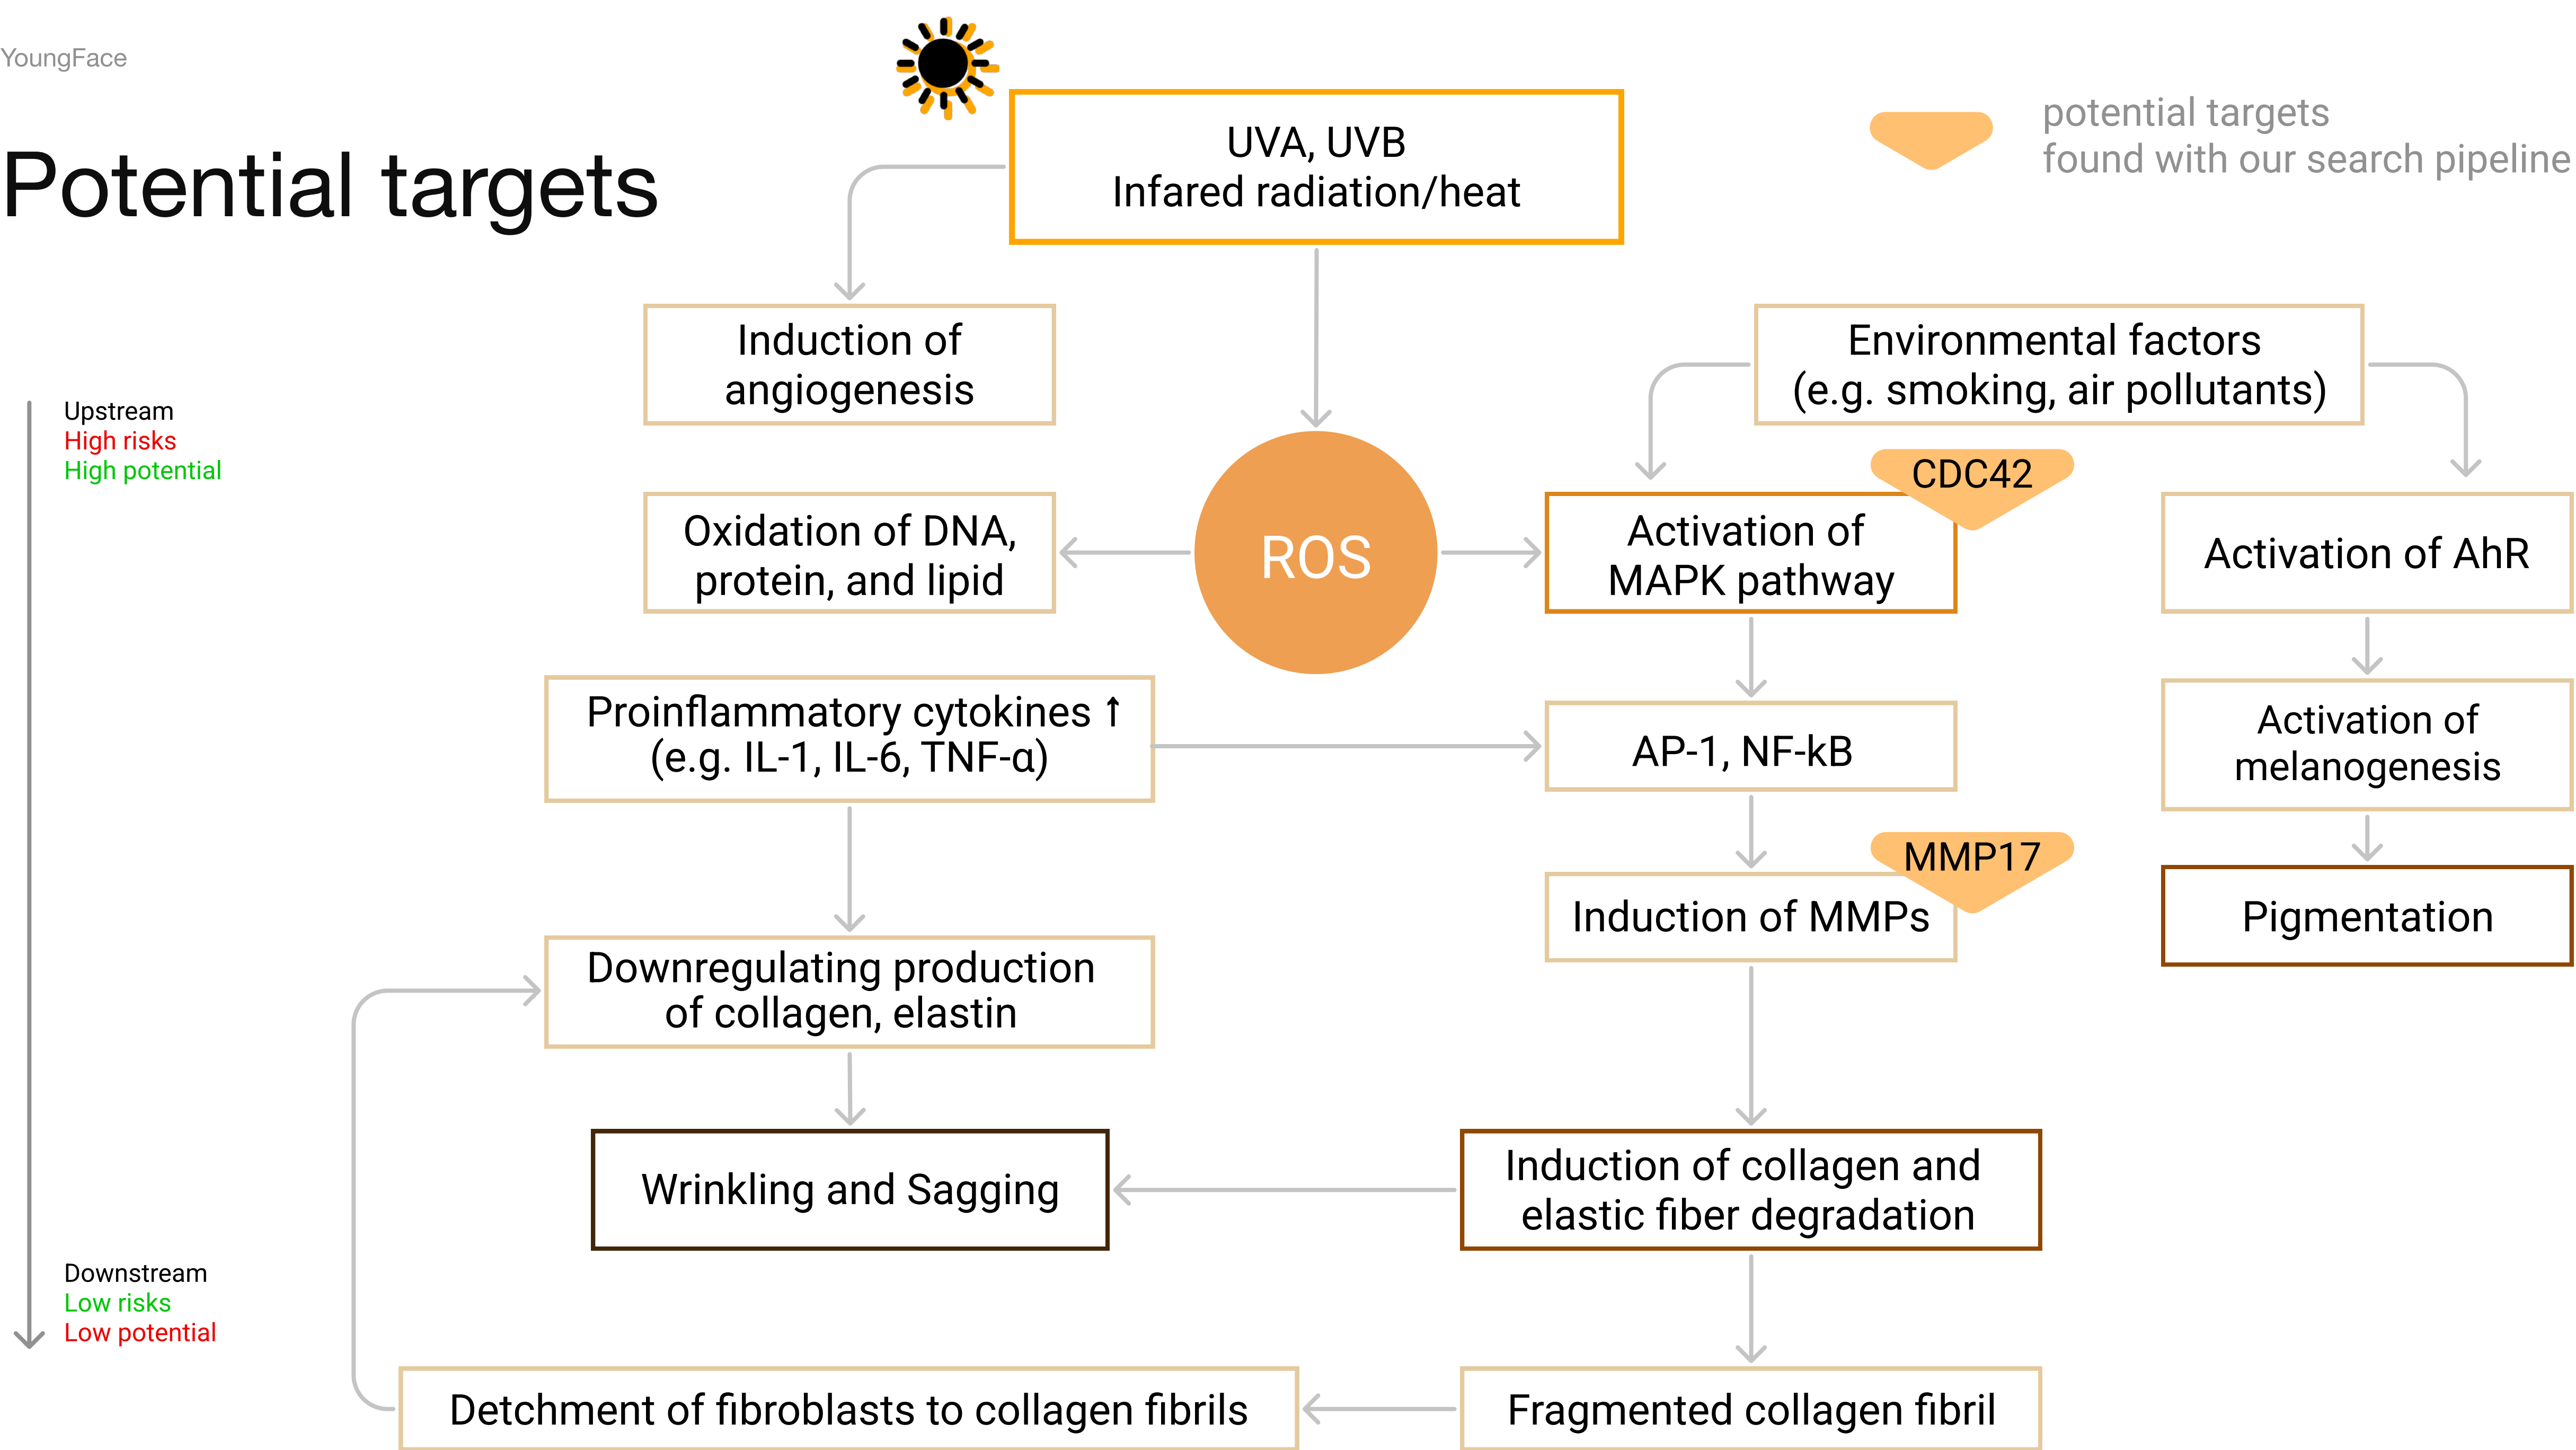 YoungFace
Potential targets
UVA, UVB
Infared radiation/heat
potential targets
found with our search pipeline
Induction of
angiogenesis
Environmental factors
(e.g. smoking, air pollutants)
Upstream
High risks
High potential
CDC42
Oxidation of DNA,
protein, and lipid
ROS
Activation of
MAPK pathway
Activation of AhR
Proinflammatory cytokines ↑
(e.g. IL-1, IL-6, TNF-α)
AP-1, NF-kB
Activation of
melanogenesis
MMP17
Induction of MMPs
Pigmentation
Downregulating production
of collagen, elastin
Wrinkling and Sagging
Induction of collagen and
elastic fiber degradation
Downstream
Low risks
Low potential
Detchment of fibroblasts to collagen fibrils
Fragmented collagen fibril